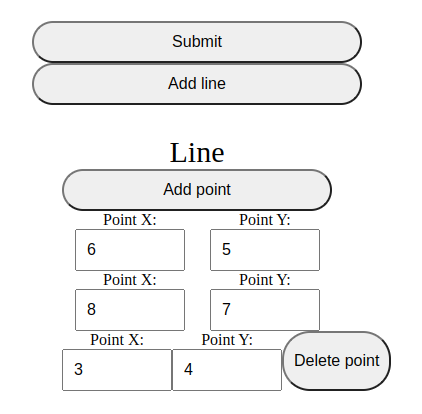 Submit
Add line
Line
Add point
Point X: Point Y:
6 5
Point X: Point Y:
8 7
Point X: Point Y:
3 4 Delete point